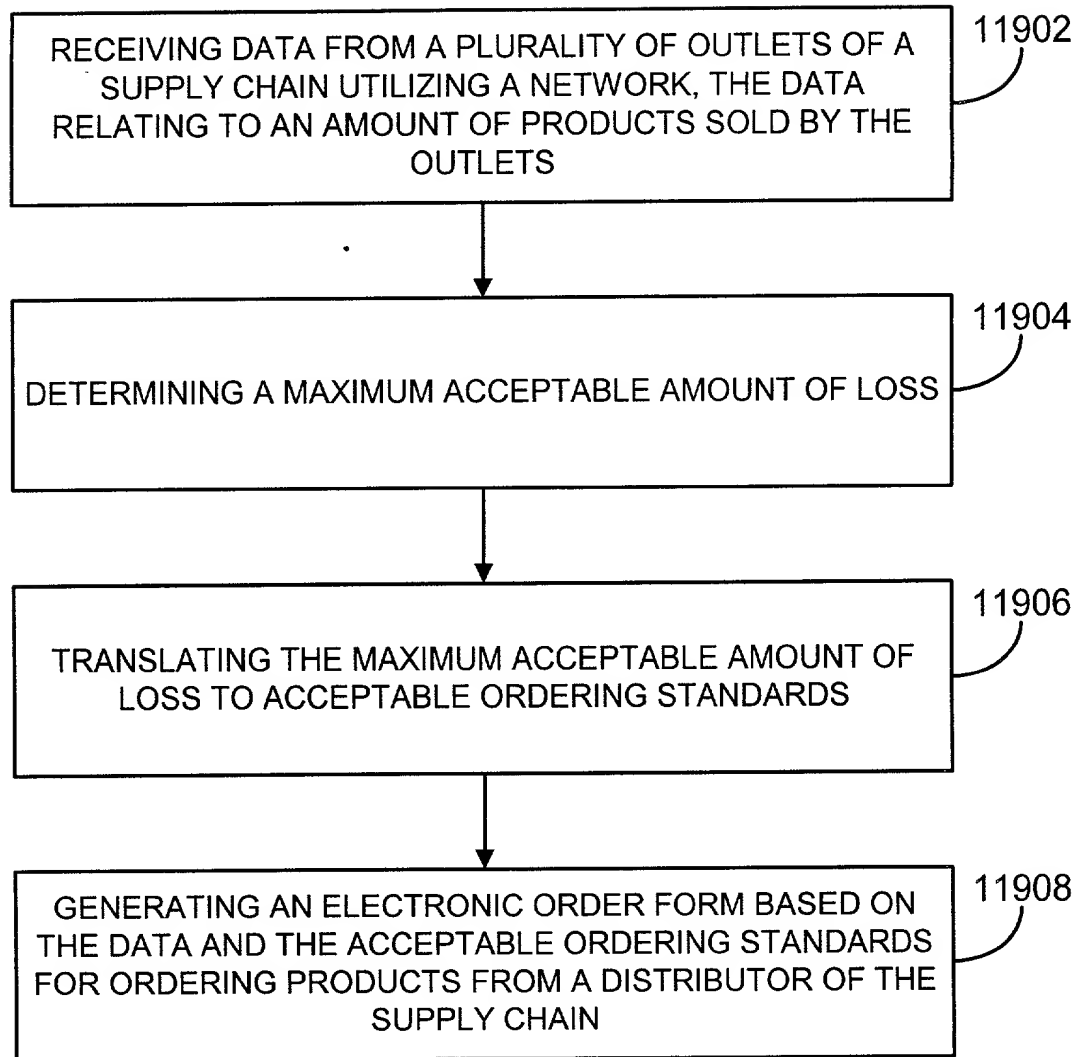 11902
RECEIVING DATA FROM A PLURALITY OF OUTLETS OF A
SUPPLY CHAIN UTILIZING A NETWORK, THE DATA
RELATING TO AN AMOUNT OF PRODUCTS SOLD BY THE
OUTLETS
11904
DETERMINING A MAXIMUM ACCEPTABLE AMOUNT OF LOSS
11906
TRANSLATING THE MAXIMUM ACCEPTABLE AMOUNT OF
LOSS TO ACCEPTABLE ORDERING STANDARDS
11908
GENERATING AN ELECTRONIC ORDER FORM BASED ON
THE DATA AND THE ACCEPTABLE ORDERING STANDARDS
FOR ORDERING PRODUCTS FROM A DISTRIBUTOR OF THE
SUPPLY CHAIN